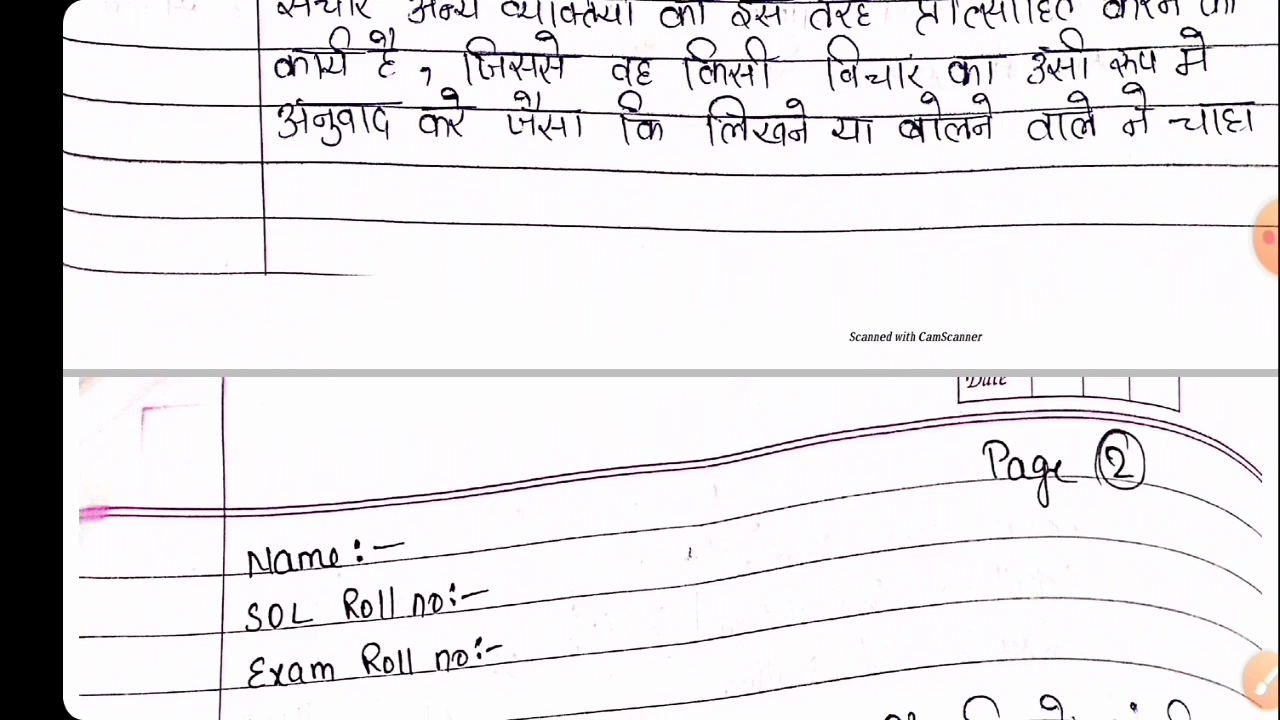 संचार अन्य व्यक्तियों को इस तरह प्रोत्साहित करने का
कार्य है, जिससे वह किसी विचार का उसी रूप मे
अनुवाद करे जैसा कि लिखने या बोलने वाले ने चाहा
Scanned with CamScanner
Date
Page 2
Name:-
SOL Roll no:-
Exam Roll no:-